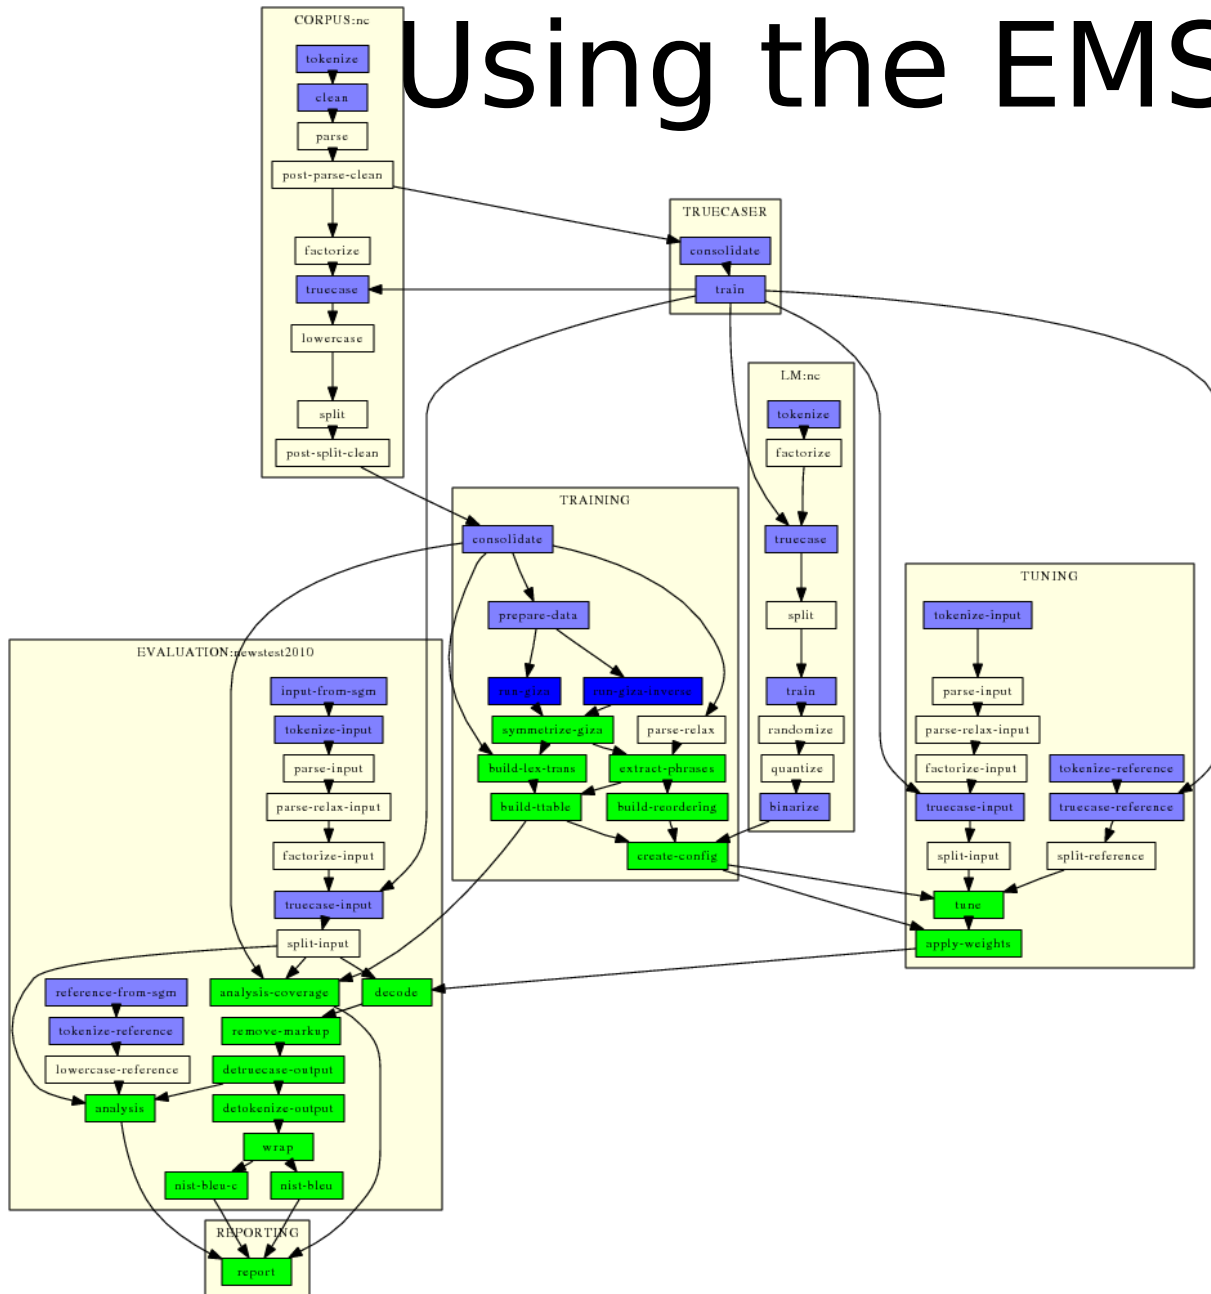 Using the EMS
CORPUS:nc
tokenize
clean
parse
post-parse-clean
factorize
truecase
lowercase
split
post-split-clean
TRUECASER
consolidate
train
LM:nc
tokenize
factorize
truecase
split
train
randomize
quantize
binarize
TRAINING
consolidate
prepare-data
run-giza
run-giza-inverse
symmetrize-giza
parse-relax
build-lex-trans
extract-phrases
build-ttable
build-reordering
create-config
TUNING
tokenize-input
parse-input
parse-relax-input
factorize-input
tokenize-reference
truecase-input
truecase-reference
split-input
split-reference
tune
apply-weights
EVALUATION:newstest2010
input-from-sgm
tokenize-input
parse-input
parse-relax-input
factorize-input
truecase-input
split-input
reference-from-sgm
analysis-coverage
decode
tokenize-reference
remove-markup
lowercase-reference
detruecase-output
analysis
detokenize-output
wrap
nist-bleu-c
nist-bleu
REPORTING
report